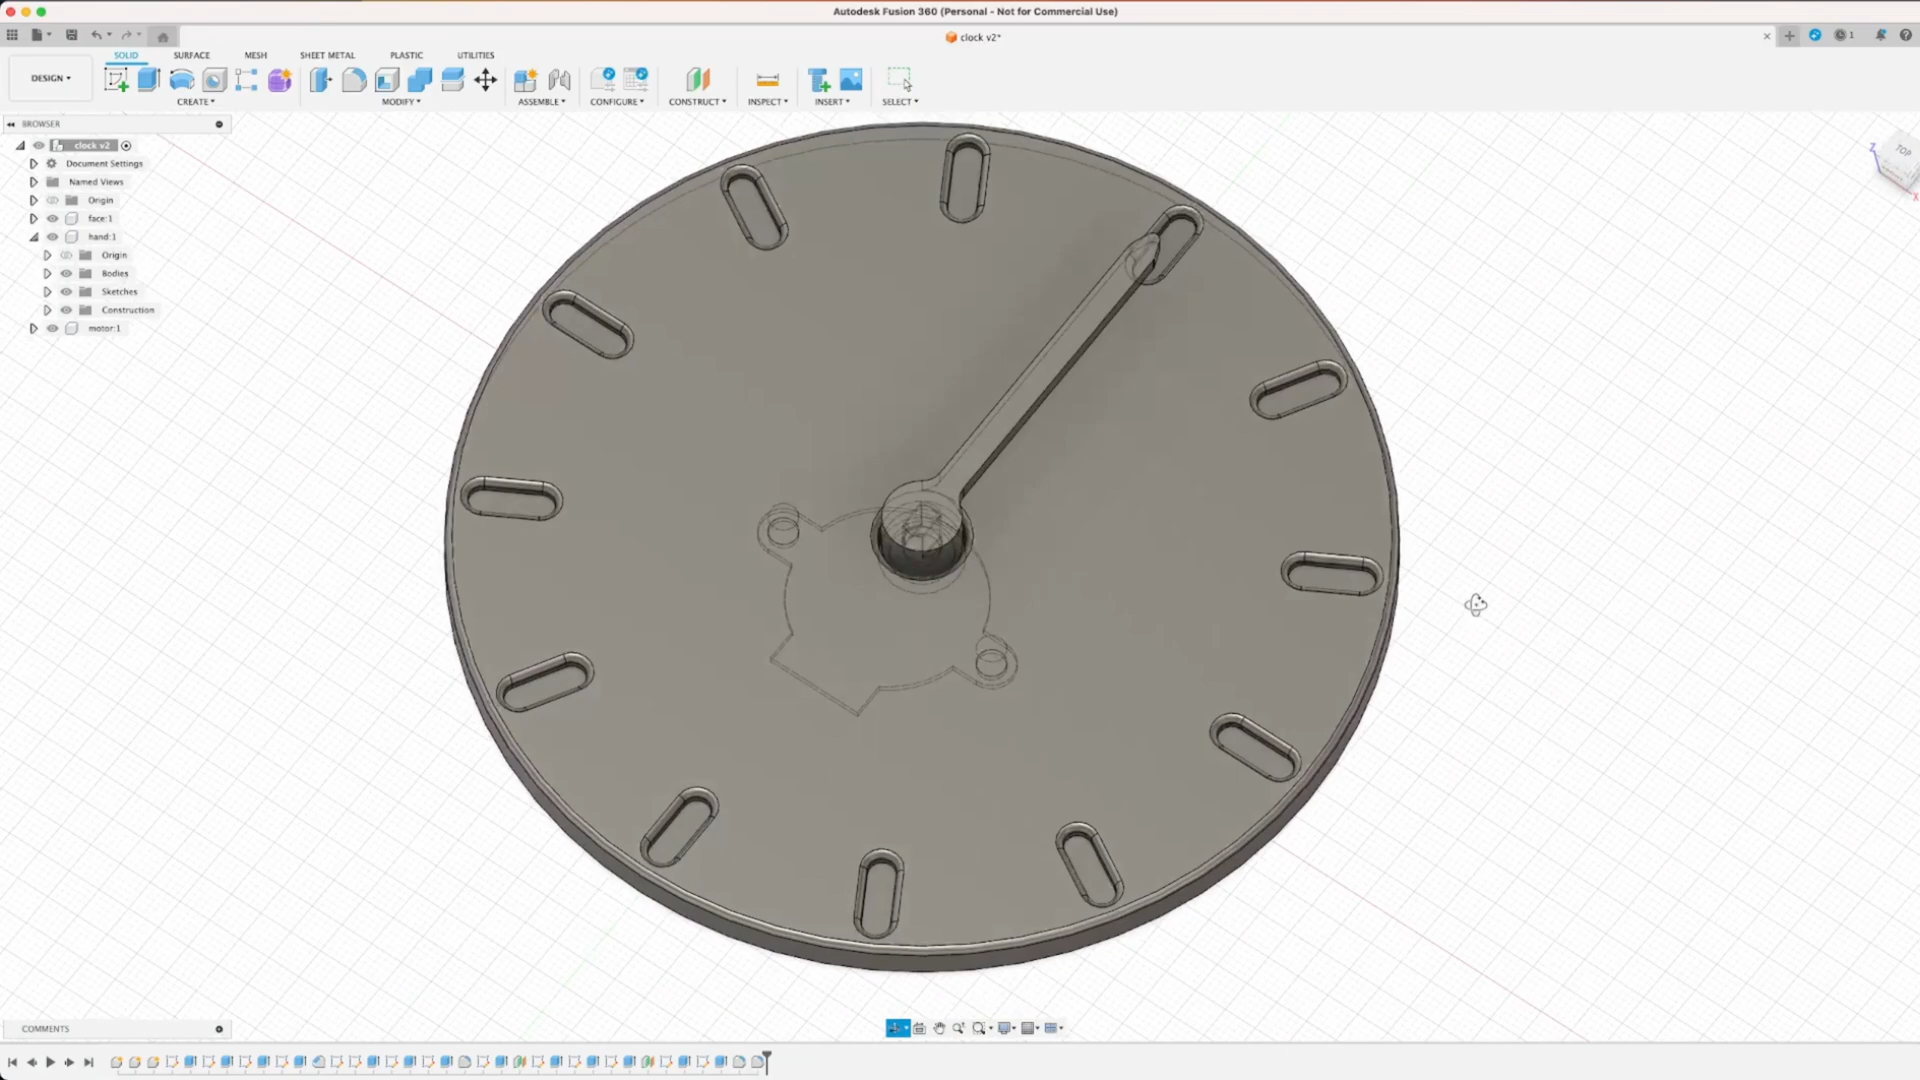 Autodesk Fusion 360 (Personal - Not for Commercial Use)
clock v2*
1
SOLID SURFACE MESH SHEET METAL PLASTIC UTILITIES
DESIGN
CREATE MODIFY ASSEMBLE CONFIGURE CONSTRUCT INSPECT INSERT SELECT
BROWSER
clock v2
Document Settings
Named Views
Origin
face:1
hand:1
Origin
Bodies
Sketches
Construction
motor:1
TOP
Z
X
COMMENTS